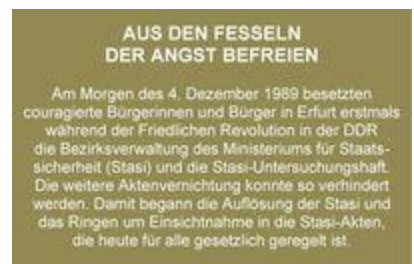 AUS DEN FESSELN
DER ANGST BEFREIEN
Am Morgen des 4. Dezember 1989 besetzten
couragierte Bürgerinnen und Bürger in Erfurt erstmals
während der Friedlichen Revolution in der DDR
die Bezirksverwaltung des Ministeriums für Staats-
sicherheit (Stasi) und die Stasi-Untersuchungshaft.
Die weitere Aktenvernichtung konnte so verhindert
werden. Damit begann die Auflösung der Stasi und
das Ringen um Einsichtnahme in die Stasi-Akten,
die heute für alle gesetzlich geregelt ist.